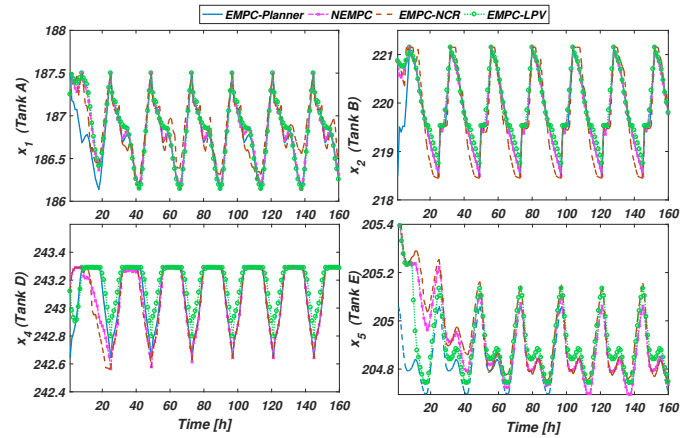 EMPC-Planner NEMPC EMPC-NCR EMPC-LPV
188
187.5
187
186.5
186
x1 (Tank A)
0 20 40 60 80 100 120 140 160
221
220
219
218
x2 (Tank B)
0 20 40 60 80 100 120 140 160
243.4
243.2
243
242.8
242.6
242.4
x4 (Tank D)
0 20 40 60 80 100 120 140 160
Time [h]
205.4
205.2
205
204.8
x5 (Tank E)
0 20 40 60 80 100 120 140 160
Time [h]